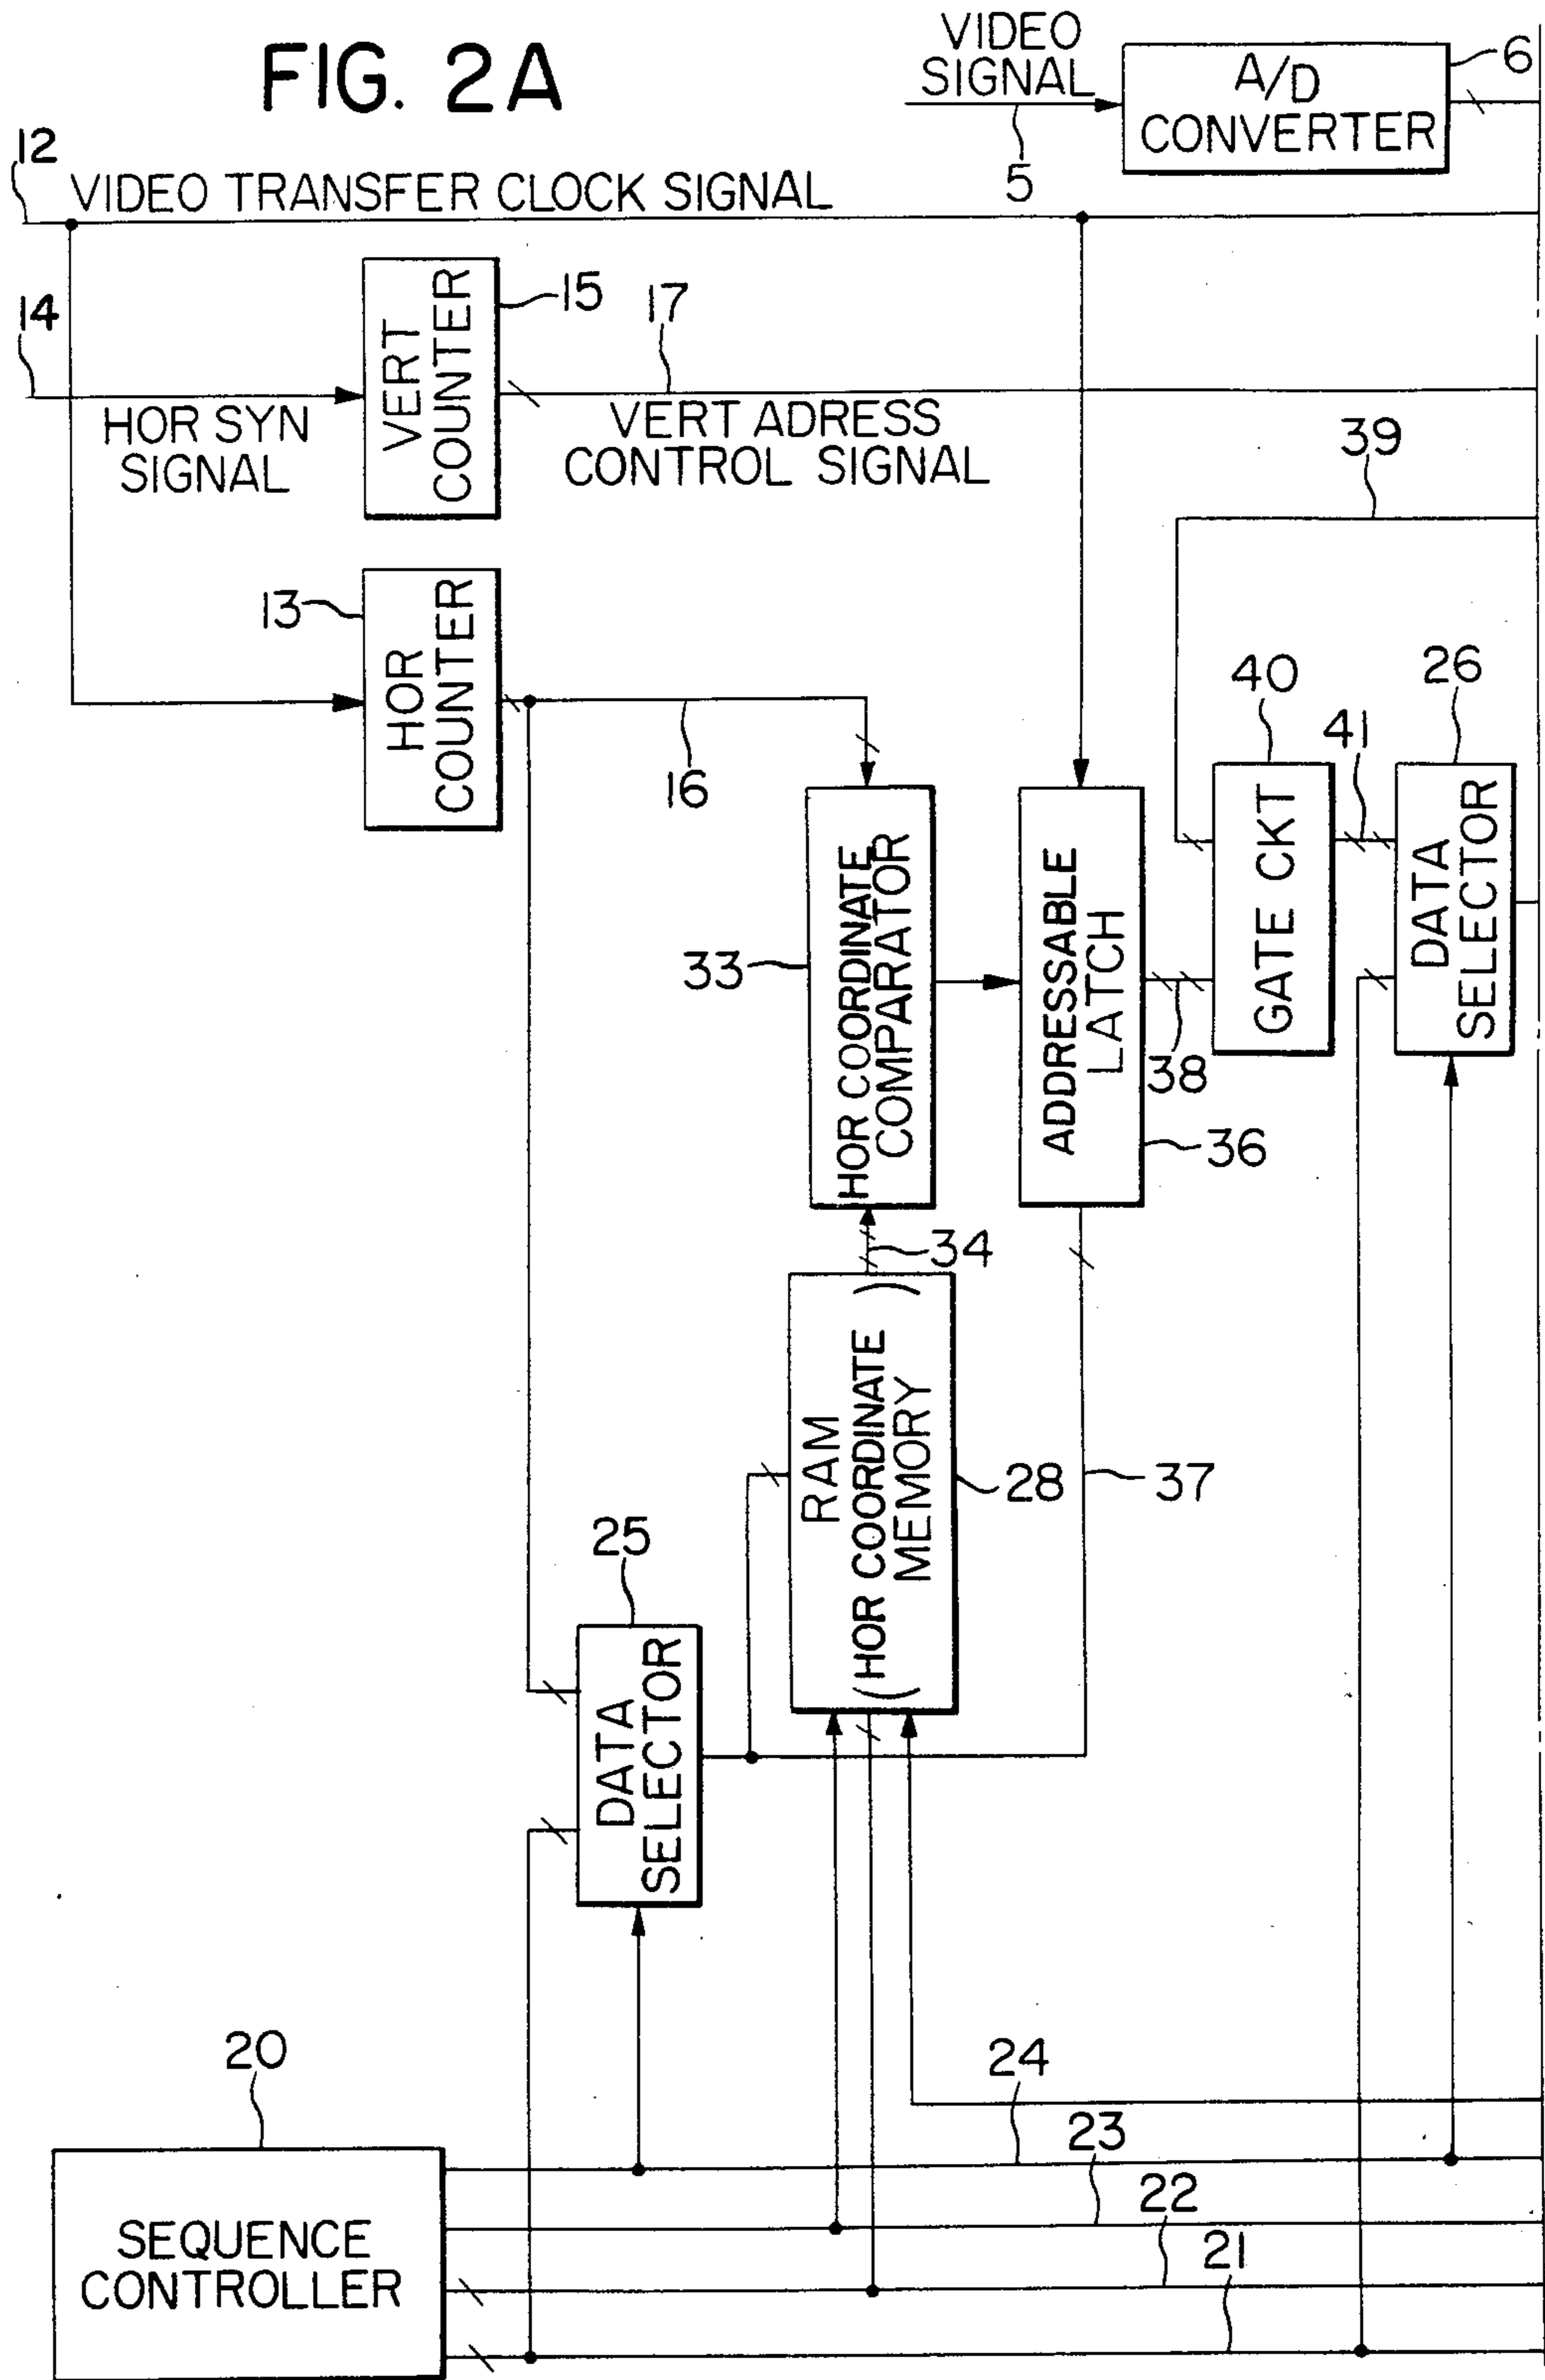 FIG. 2A
VIDEO
SIGNAL
5
A/D
CONVERTER
6
12
VIDEO TRANSFER CLOCK SIGNAL
14
HOR SYN
SIGNAL
VERT
COUNTER
15
17
VERT ADRESS
CONTROL SIGNAL
39
13
HOR
COUNTER
16
40
41
26
HOR COORDINATE
COMPARATOR
33
ADDRESSABLE
LATCH
38
36
GATE CKT
DATA
SELECTOR
34
RAM
(HOR COORDINATE
MEMORY)
28
37
25
DATA
SELECTOR
20
SEQUENCE
CONTROLLER
24
23
22
21